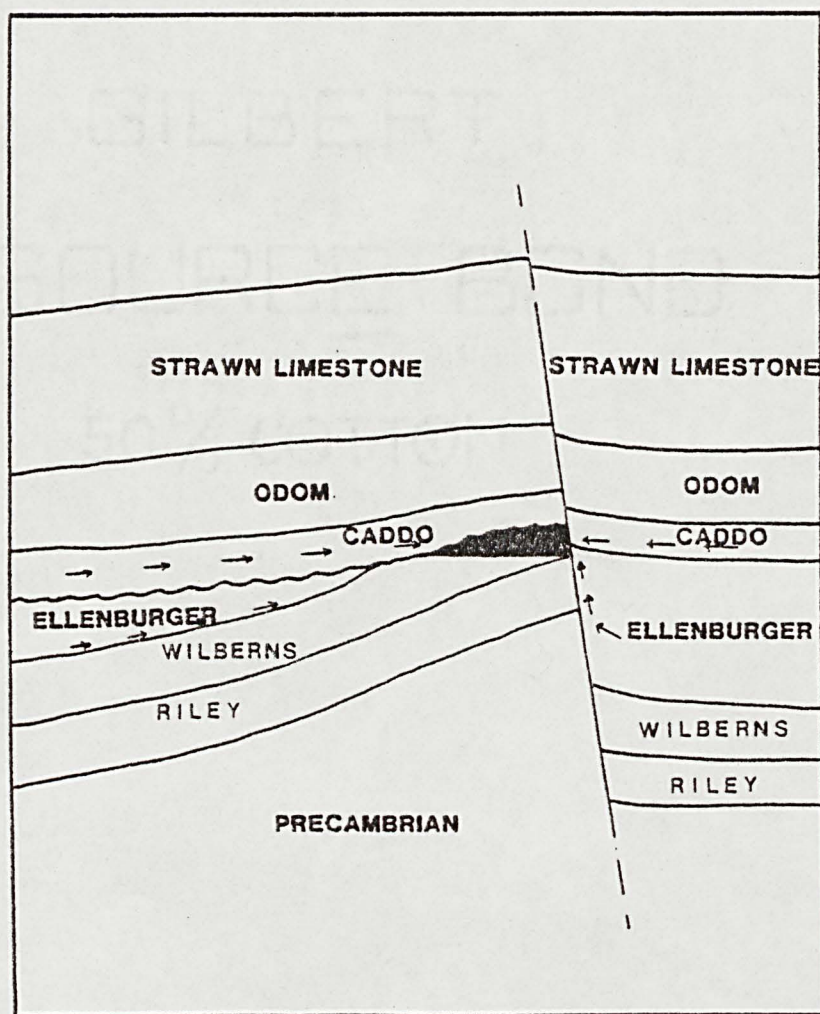 STRAWN LIMESTONE
STRAWN LIMESTONE
ODOM
ODOM
CADDO
CADDO
ELLENBURGER
ELLENBURGER
WILBERNS
RILEY
WILBERNS
RILEY
PRECAMBRIAN